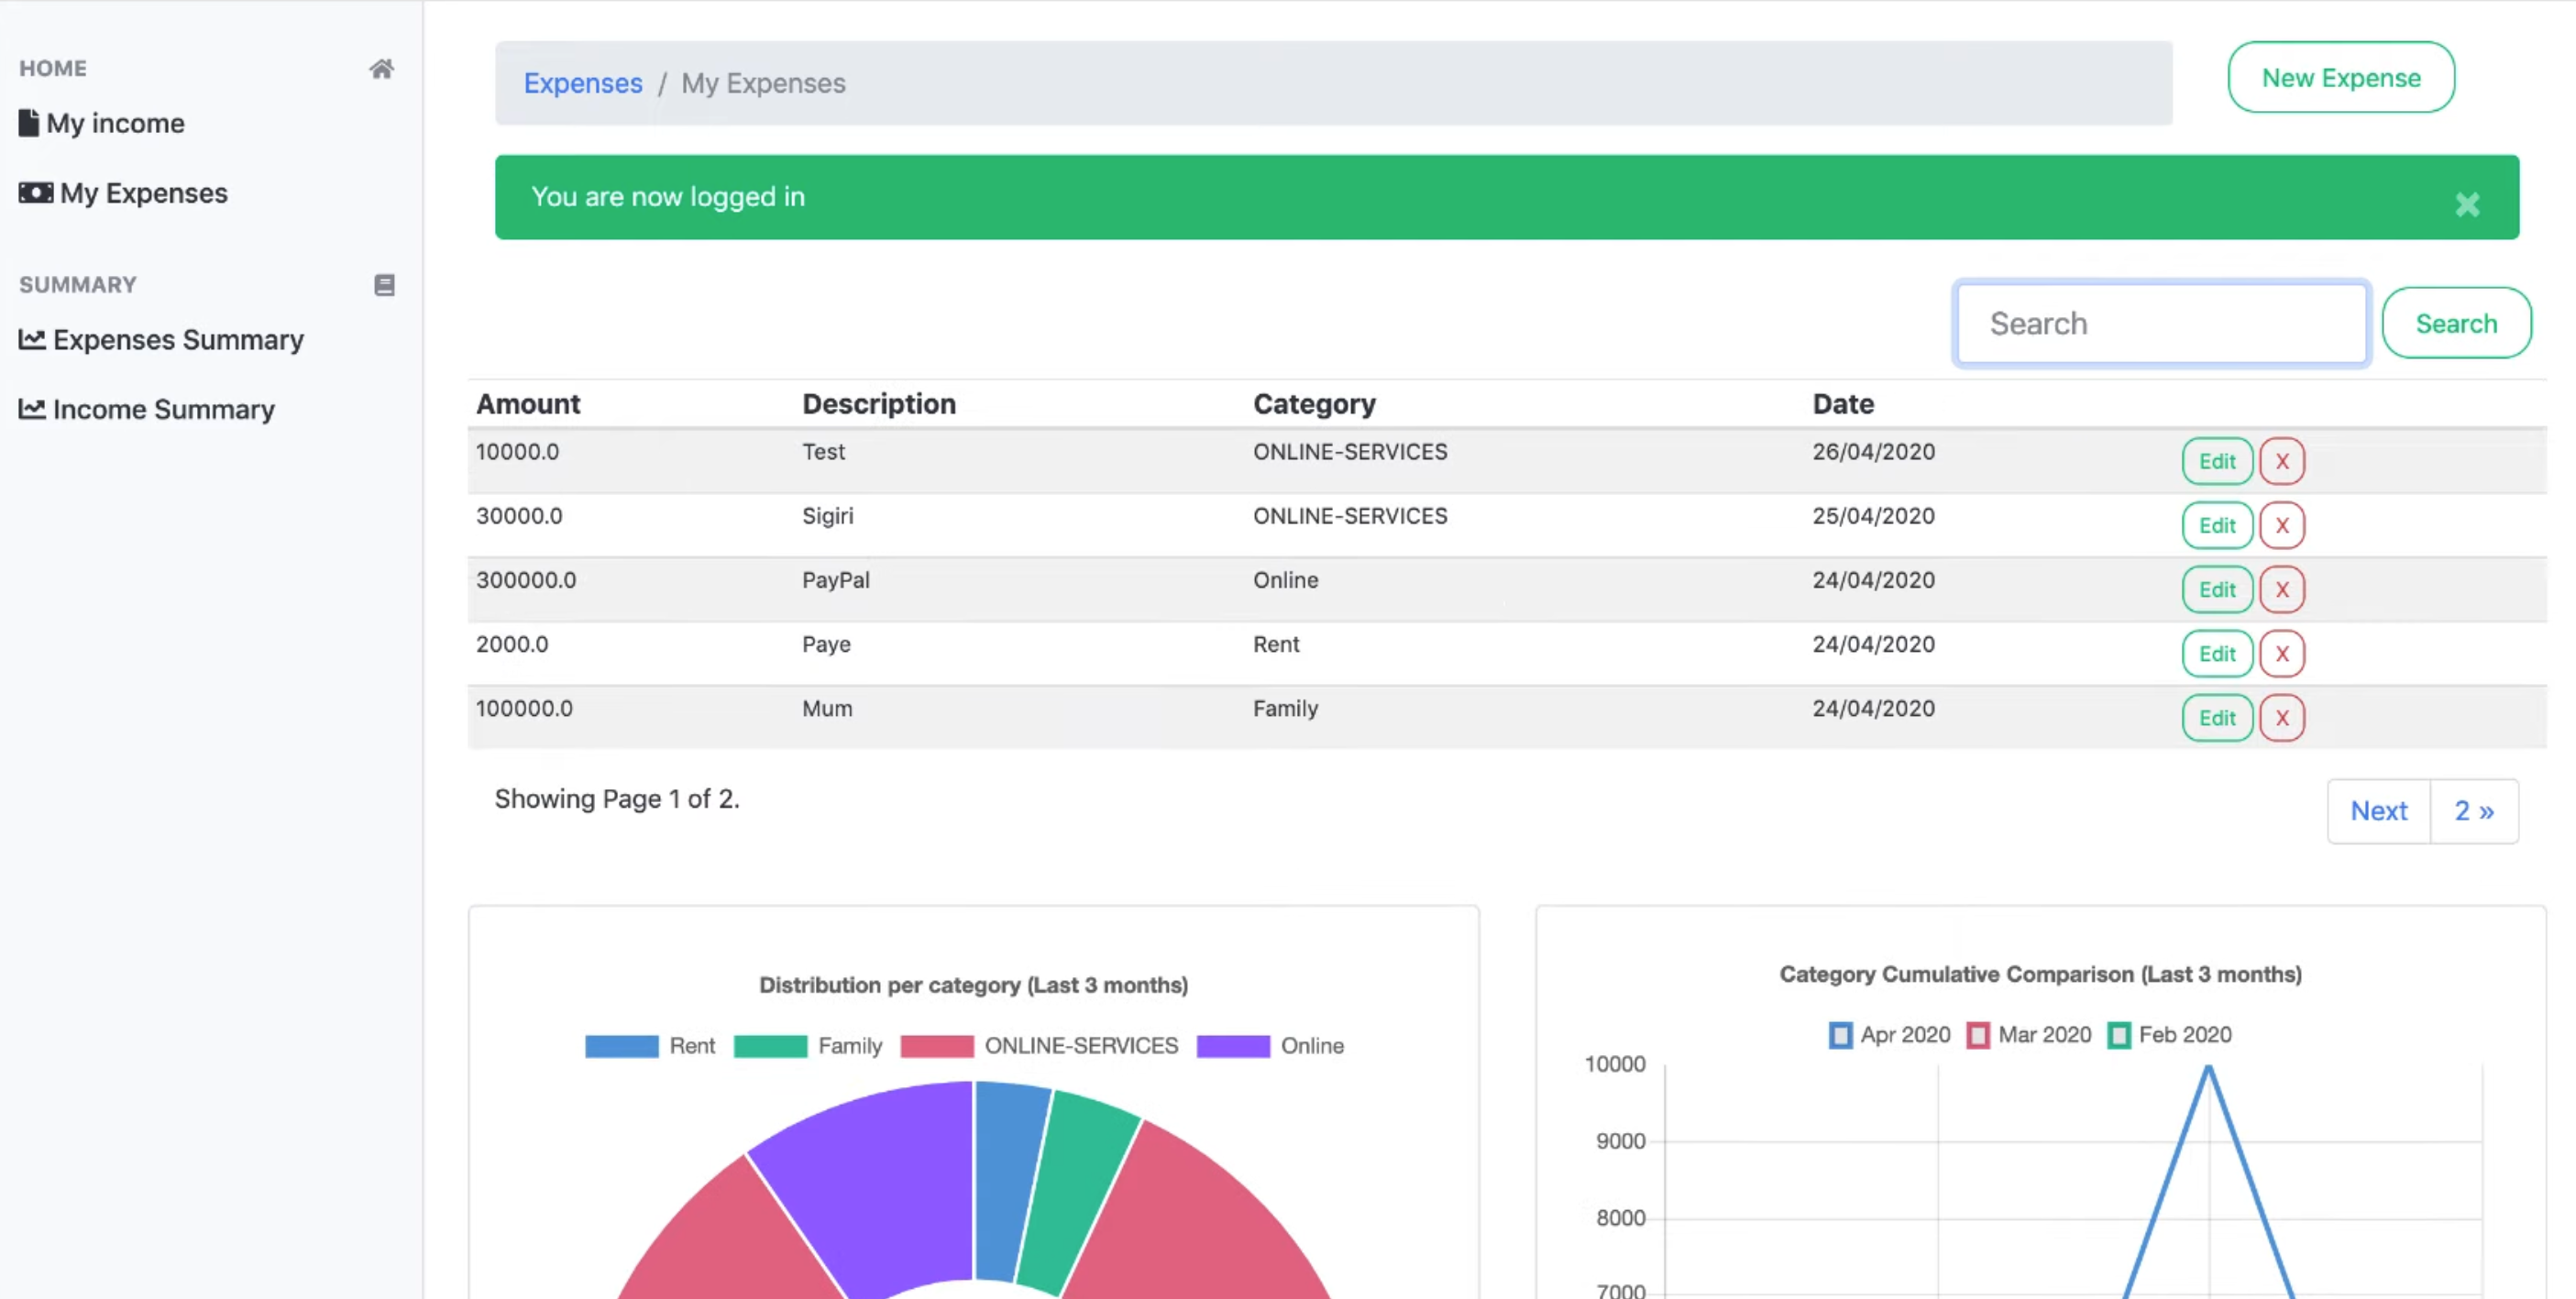 HOME
My income
My Expenses
SUMMARY
Expenses Summary
Income Summary
Expenses / My Expenses
New Expense
You are now logged in
Search
Search
Amount Description Category Date
10000.0 Test ONLINE-SERVICES 26/04/2020 Edit X
30000.0 Sigiri ONLINE-SERVICES 25/04/2020 Edit X
300000.0 PayPal Online 24/04/2020 Edit X
2000.0 Paye Rent 24/04/2020 Edit X
100000.0 Mum Family 24/04/2020 Edit X
Showing Page 1 of 2.
Next 2 »
Distribution per category (Last 3 months)
Rent Family ONLINE-SERVICES Online
Category Cumulative Comparison (Last 3 months)
Apr 2020 Mar 2020 Feb 2020
10000
9000
8000
7000